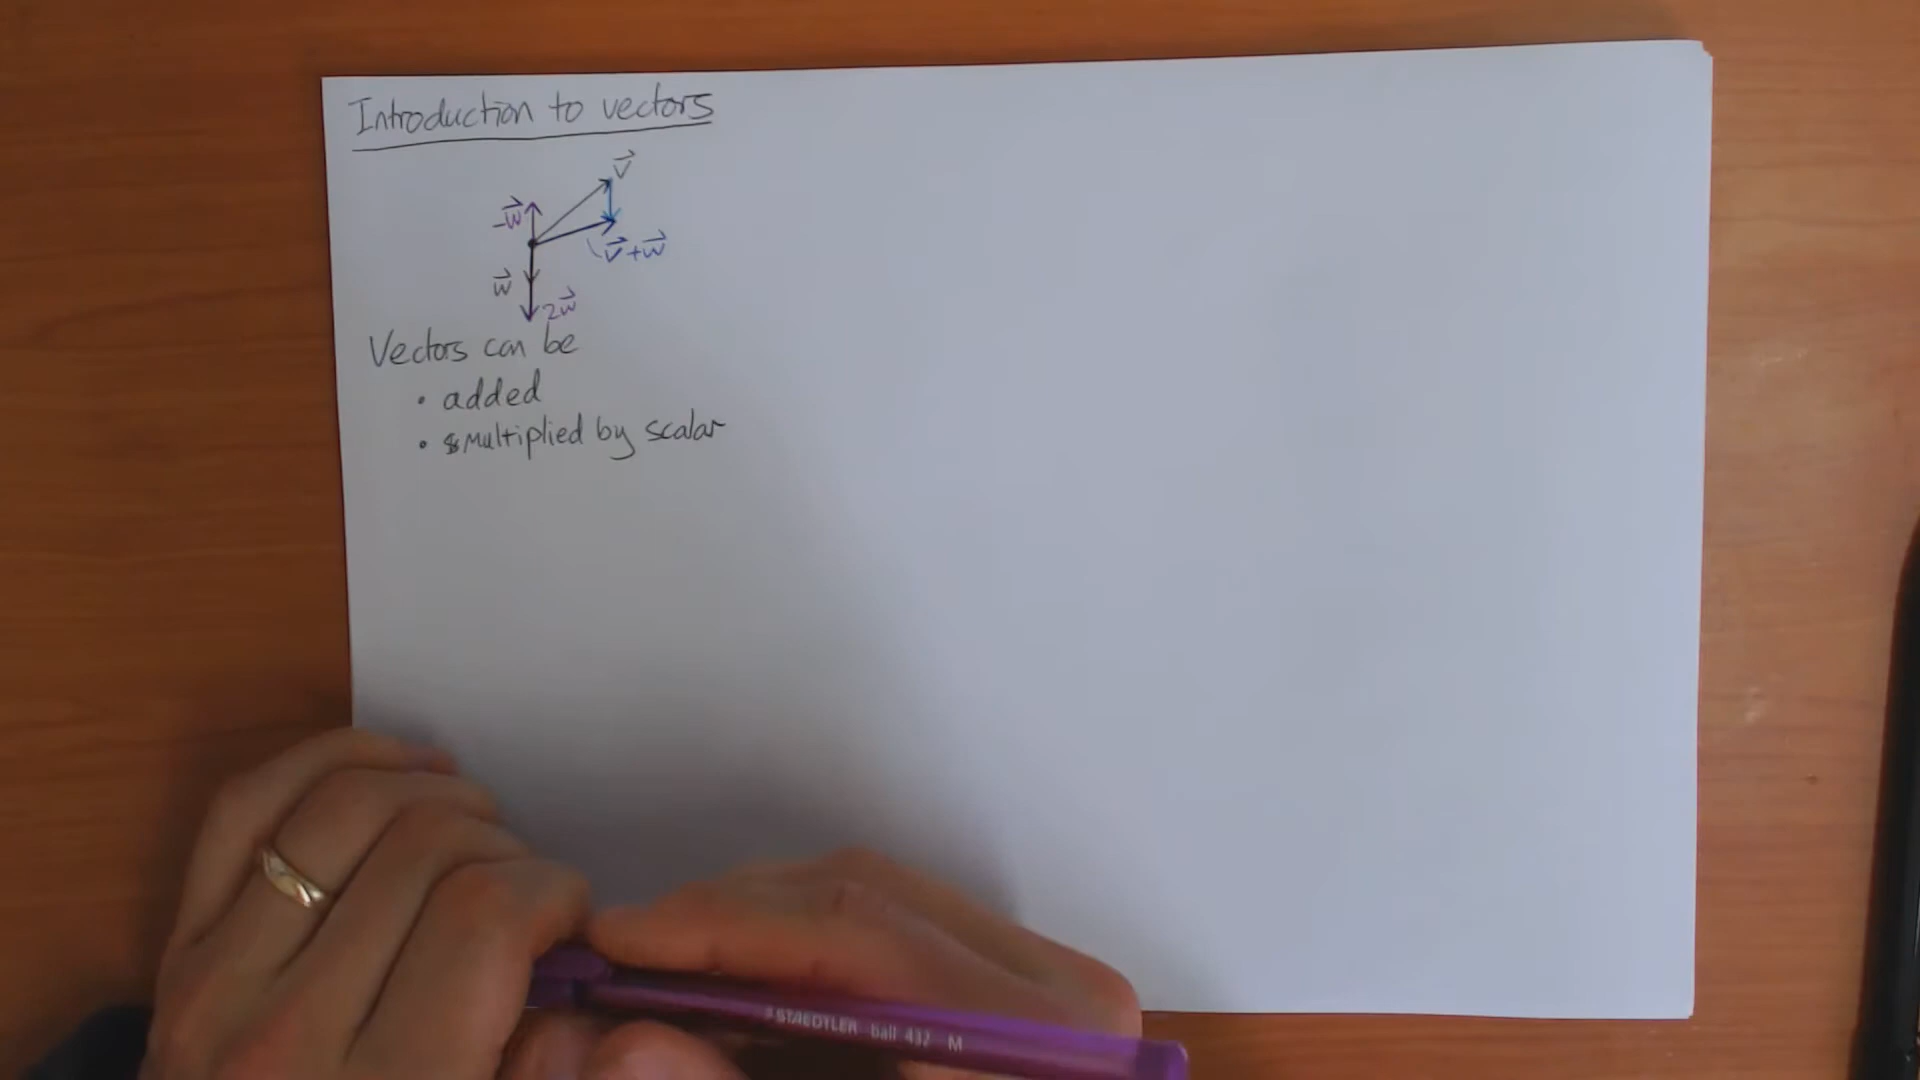 Introduction to vectors
v⃗
-w⃗
v⃗+w⃗
w⃗
2w⃗
Vectors can be
• added
• multiplied by scalar
STAEDTLER ball 432 M